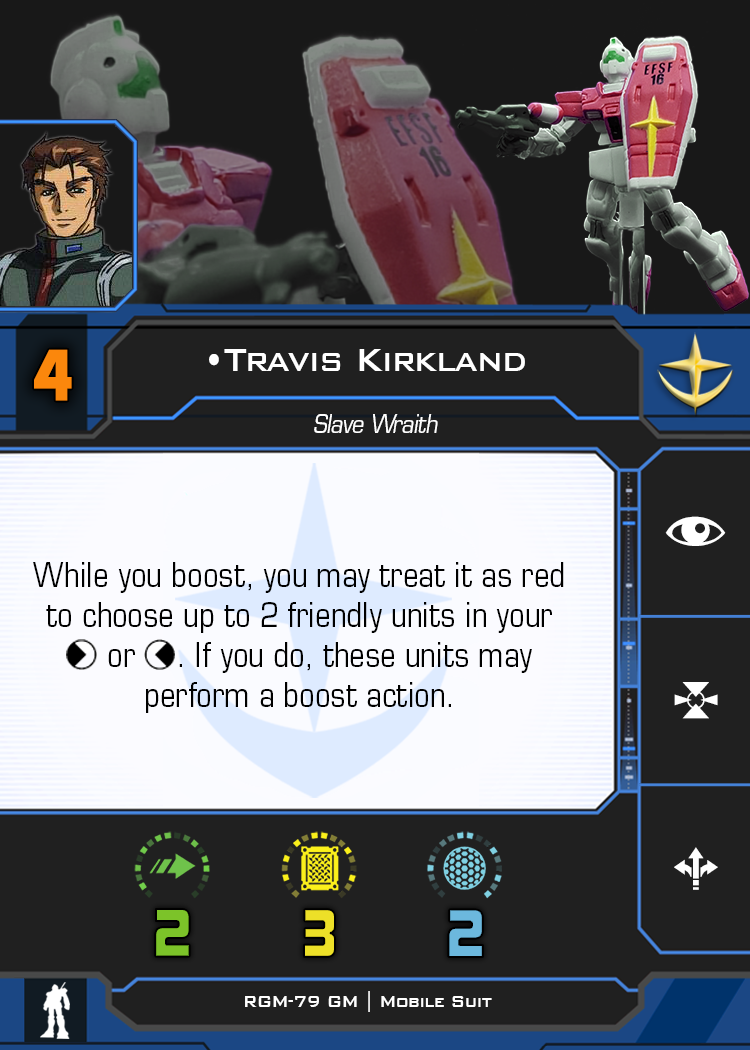 EFSF
16
EFSF
16
4
•Travis Kirkland
Slave Wraith
While you boost, you may treat it as red
to choose up to 2 friendly units in your
or . If you do, these units may
perform a boost action.
2 3 2
RGM-79 GM | Mobile Suit